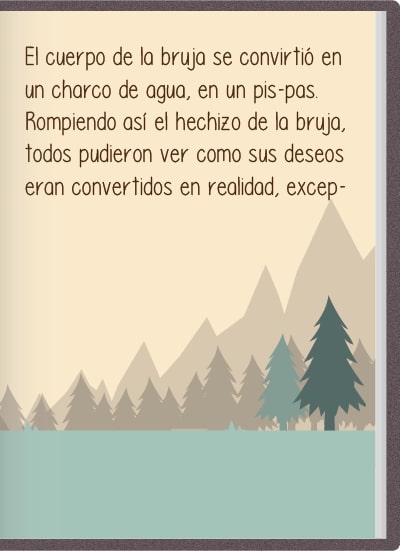 El cuerpo de la bruja se convirtió en
un charco de agua, en un pis-pas.
Rompiendo así el hechizo de la bruja,
todos pudieron ver como sus deseos
eran convertidos en realidad, excep-